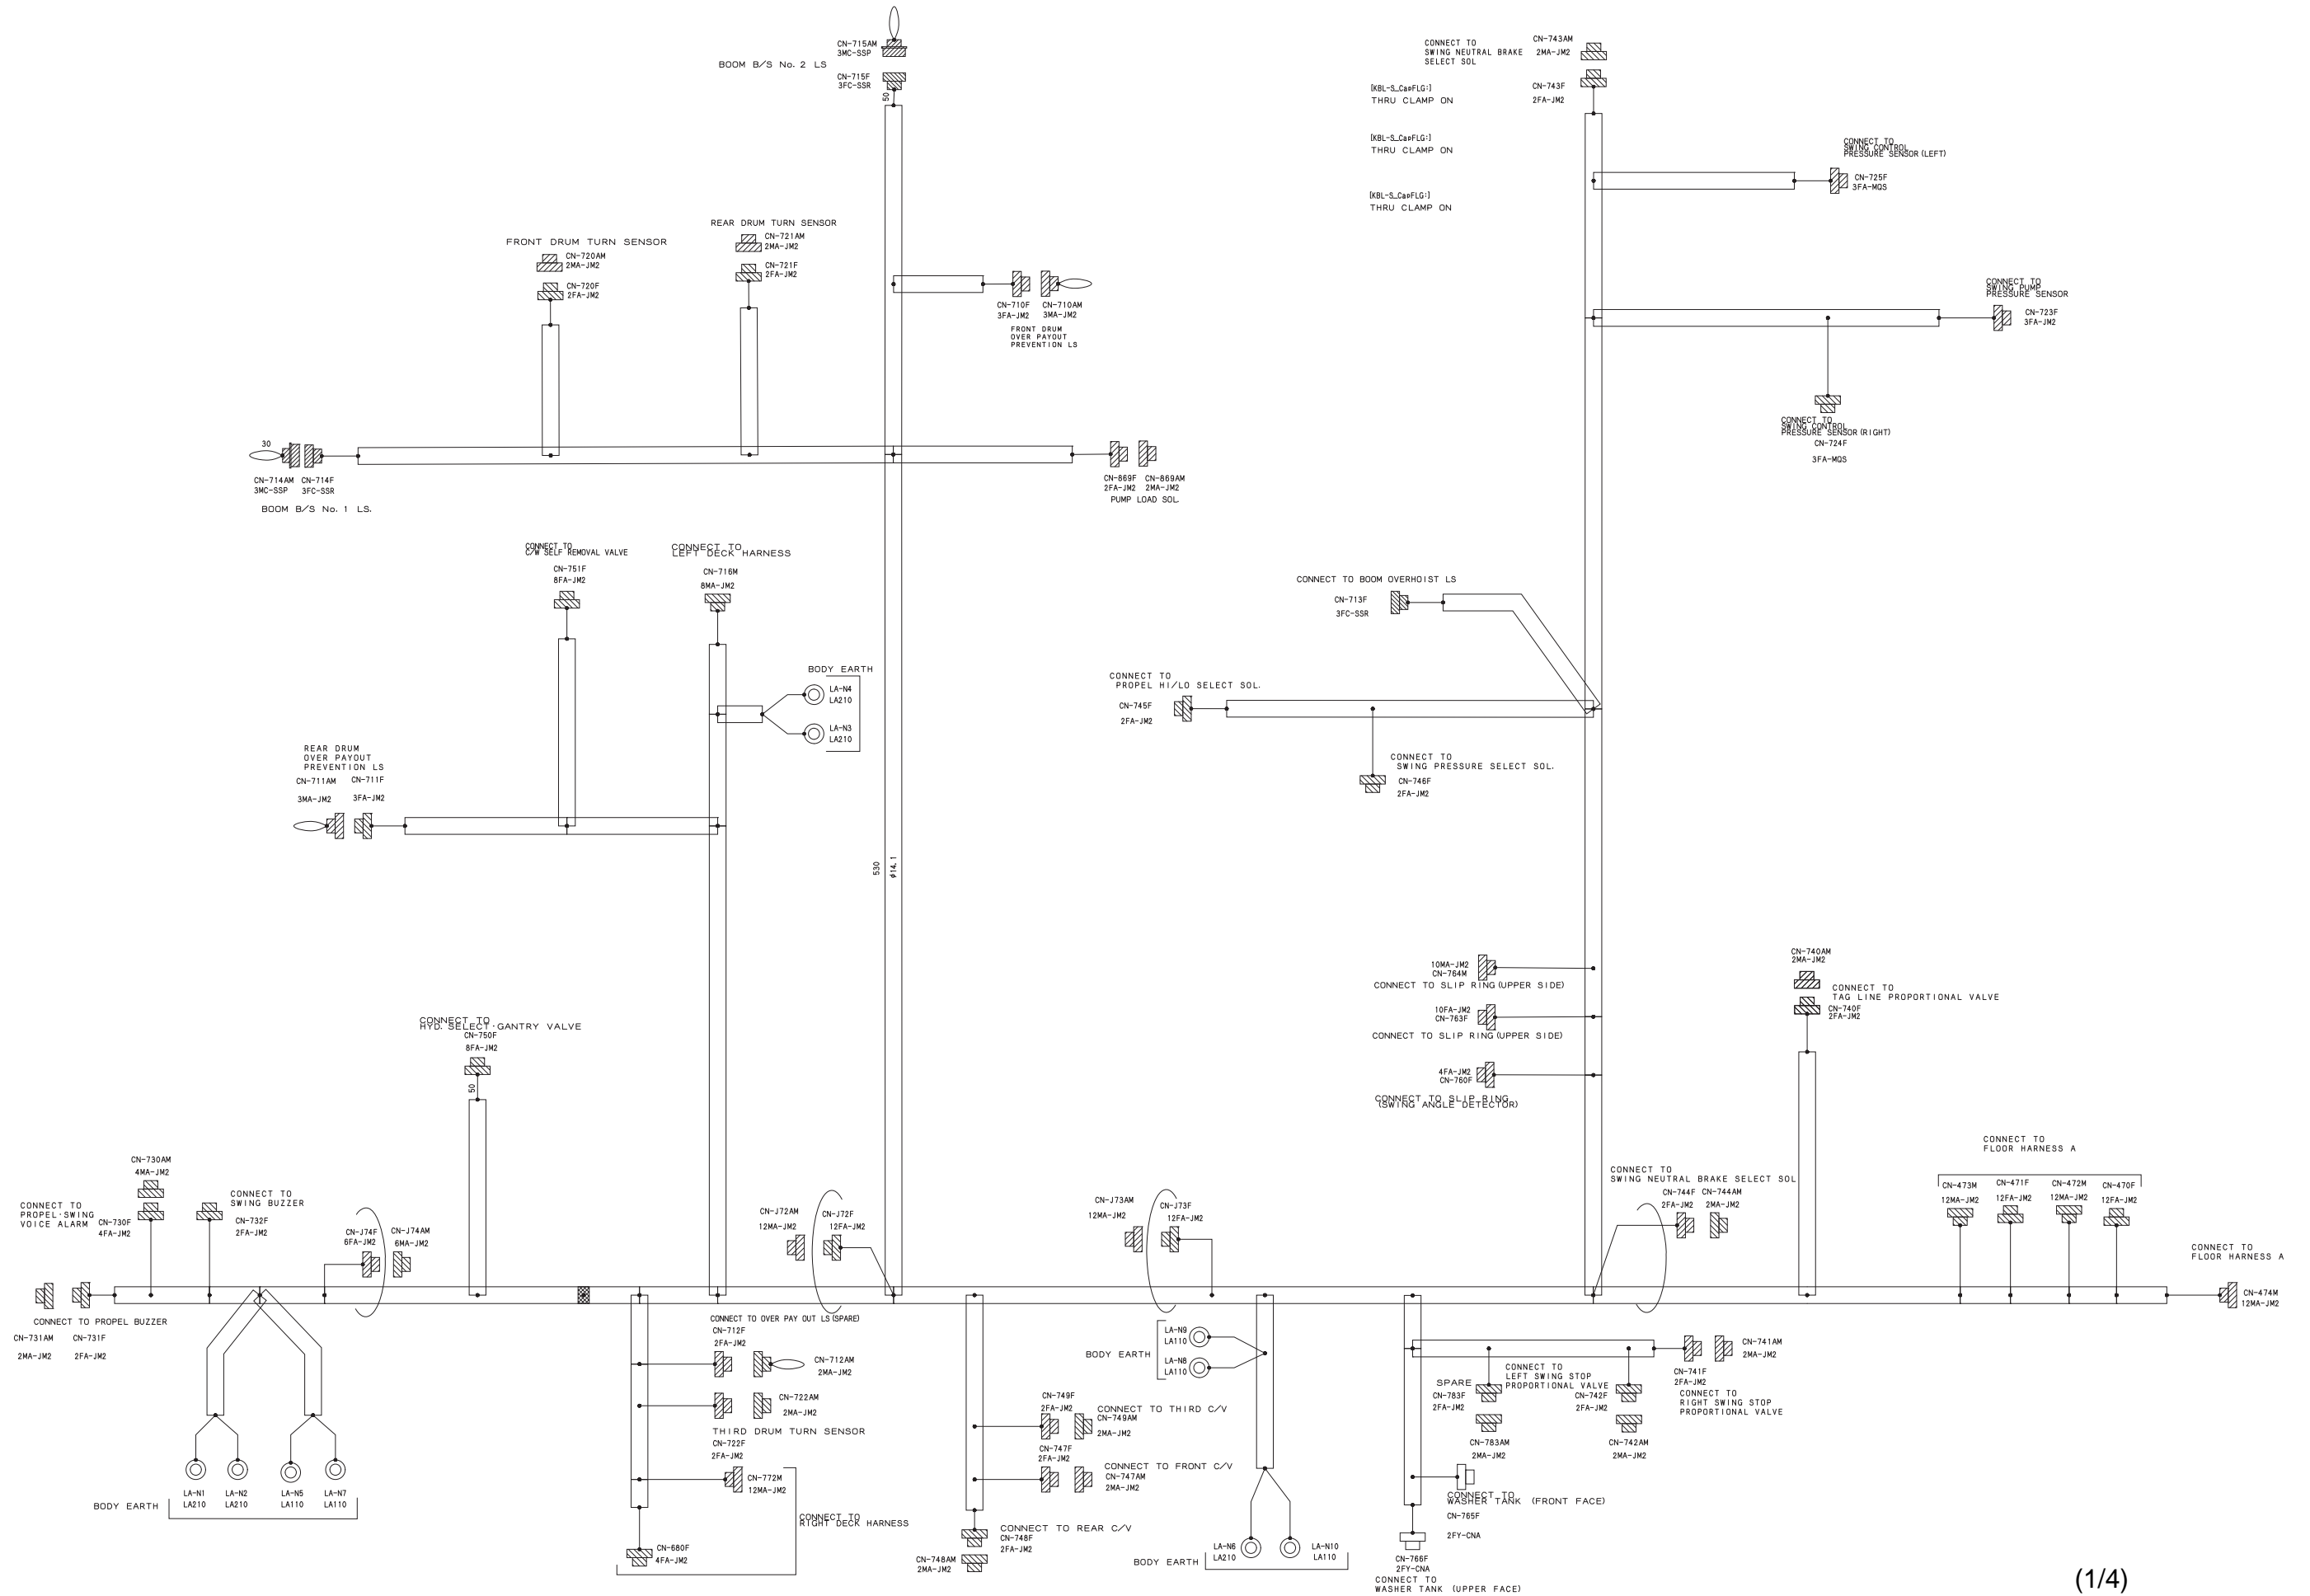 CN-715AM
3MC-SSP
BOOM B/S No. 2 LS
CN-715F
3FC-SSR
50
CONNECT TO
SWING NEUTRAL BRAKE
SELECT SOL
CN-743AM
2MA-JM2
CN-743F
2FA-JM2
[KBL-S_CapFLG:]
THRU CLAMP ON
[KBL-S_CapFLG:]
THRU CLAMP ON
[KBL-S_CapFLG:]
THRU CLAMP ON
CONNECT TO
SWING CONTROL
PRESSURE SENSOR (LEFT)
CN-725F
3FA-MQS
FRONT DRUM TURN SENSOR
CN-720AM
2MA-JM2
CN-720F
2FA-JM2
REAR DRUM TURN SENSOR
CN-721AM
2MA-JM2
CN-721F
2FA-JM2
CN-710F
3FA-JM2
CN-710AM
3MA-JM2
FRONT DRUM
OVER PAYOUT
PREVENTION LS
CONNECT TO
SWING PUMP
PRESSURE SENSOR
CN-723F
3FA-JM2
CONNECT TO
SWING CONTROL
PRESSURE SENSOR (RIGHT)
CN-724F
3FA-MQS
30
CN-714AM
3MC-SSP
CN-714F
3FC-SSR
BOOM B/S No. 1 LS.
CN-869F
2FA-JM2
CN-869AM
2MA-JM2
PUMP LOAD SOL.
CONNECT TO
C/W SELF REMOVAL VALVE
CN-751F
8FA-JM2
CONNECT TO
LEFT DECK HARNESS
CN-716M
8MA-JM2
BODY EARTH
LA-N4
LA210
LA-N3
LA210
CONNECT TO BOOM OVERHOIST LS
CN-713F
3FC-SSR
CONNECT TO
PROPEL HI/LO SELECT SOL.
CN-745F
2FA-JM2
CONNECT TO
SWING PRESSURE SELECT SOL.
CN-746F
2FA-JM2
REAR DRUM
OVER PAYOUT
PREVENTION LS
CN-711AM
3MA-JM2
CN-711F
3FA-JM2
530
φ14.1
10MA-JM2
CN-764M
CONNECT TO SLIP RING (UPPER SIDE)
10FA-JM2
CN-763F
CONNECT TO SLIP RING (UPPER SIDE)
4FA-JM2
CN-760F
CONNECT TO SLIP RING
(SWING ANGLE DETECTOR)
CN-740AM
2MA-JM2
CONNECT TO
TAG LINE PROPORTIONAL VALVE
CN-740F
2FA-JM2
CONNECT TO
HYD. SELECT·GANTRY VALVE
CN-750F
8FA-JM2
50
CONNECT TO
FLOOR HARNESS A
CN-473M
12MA-JM2
CN-471F
12FA-JM2
CN-472M
12MA-JM2
CN-470F
12FA-JM2
CN-730AM
4MA-JM2
CONNECT TO
PROPEL·SWING
VOICE ALARM
CN-730F
4FA-JM2
CONNECT TO
SWING BUZZER
CN-732F
2FA-JM2
CN-J74F
6FA-JM2
CN-J74AM
6MA-JM2
CN-J72AM
12MA-JM2
CN-J72F
12FA-JM2
CN-J73AM
12MA-JM2
CN-J73F
12FA-JM2
CONNECT TO
SWING NEUTRAL BRAKE SELECT SOL
CN-744F
2FA-JM2
CN-744AM
2MA-JM2
CONNECT TO
FLOOR HARNESS A
CN-474M
12MA-JM2
CONNECT TO PROPEL BUZZER
CN-731AM
2MA-JM2
CN-731F
2FA-JM2
CONNECT TO OVER PAY OUT LS (SPARE)
CN-712F
2FA-JM2
CN-712AM
2MA-JM2
CN-722AM
2MA-JM2
THIRD DRUM TURN SENSOR
CN-722F
2FA-JM2
CN-772M
12MA-JM2
CONNECT TO
RIGHT DECK HARNESS
CN-680F
4FA-JM2
CN-749F
2FA-JM2
CONNECT TO THIRD C/V
CN-749AM
2MA-JM2
CN-747F
2FA-JM2
CONNECT TO FRONT C/V
CN-747AM
2MA-JM2
CONNECT TO REAR C/V
CN-748F
2FA-JM2
CN-748AM
2MA-JM2
BODY EARTH
LA-N9
LA110
LA-N8
LA110
LA-N6
LA210
LA-N10
LA110
BODY EARTH
CONNECT TO
LEFT SWING STOP
PROPORTIONAL VALVE
SPARE
CN-783F
2FA-JM2
CN-742F
2FA-JM2
CN-783AM
2MA-JM2
CN-742AM
2MA-JM2
CN-741AM
2MA-JM2
CN-741F
2FA-JM2
CONNECT TO
RIGHT SWING STOP
PROPORTIONAL VALVE
CONNECT TO
WASHER TANK (FRONT FACE)
CN-765F
2FY-CNA
CN-766F
2FY-CNA
CONNECT TO
WASHER TANK (UPPER FACE)
LA-N1
LA210
LA-N2
LA210
LA-N5
LA110
LA-N7
LA110
BODY EARTH
(1/4)